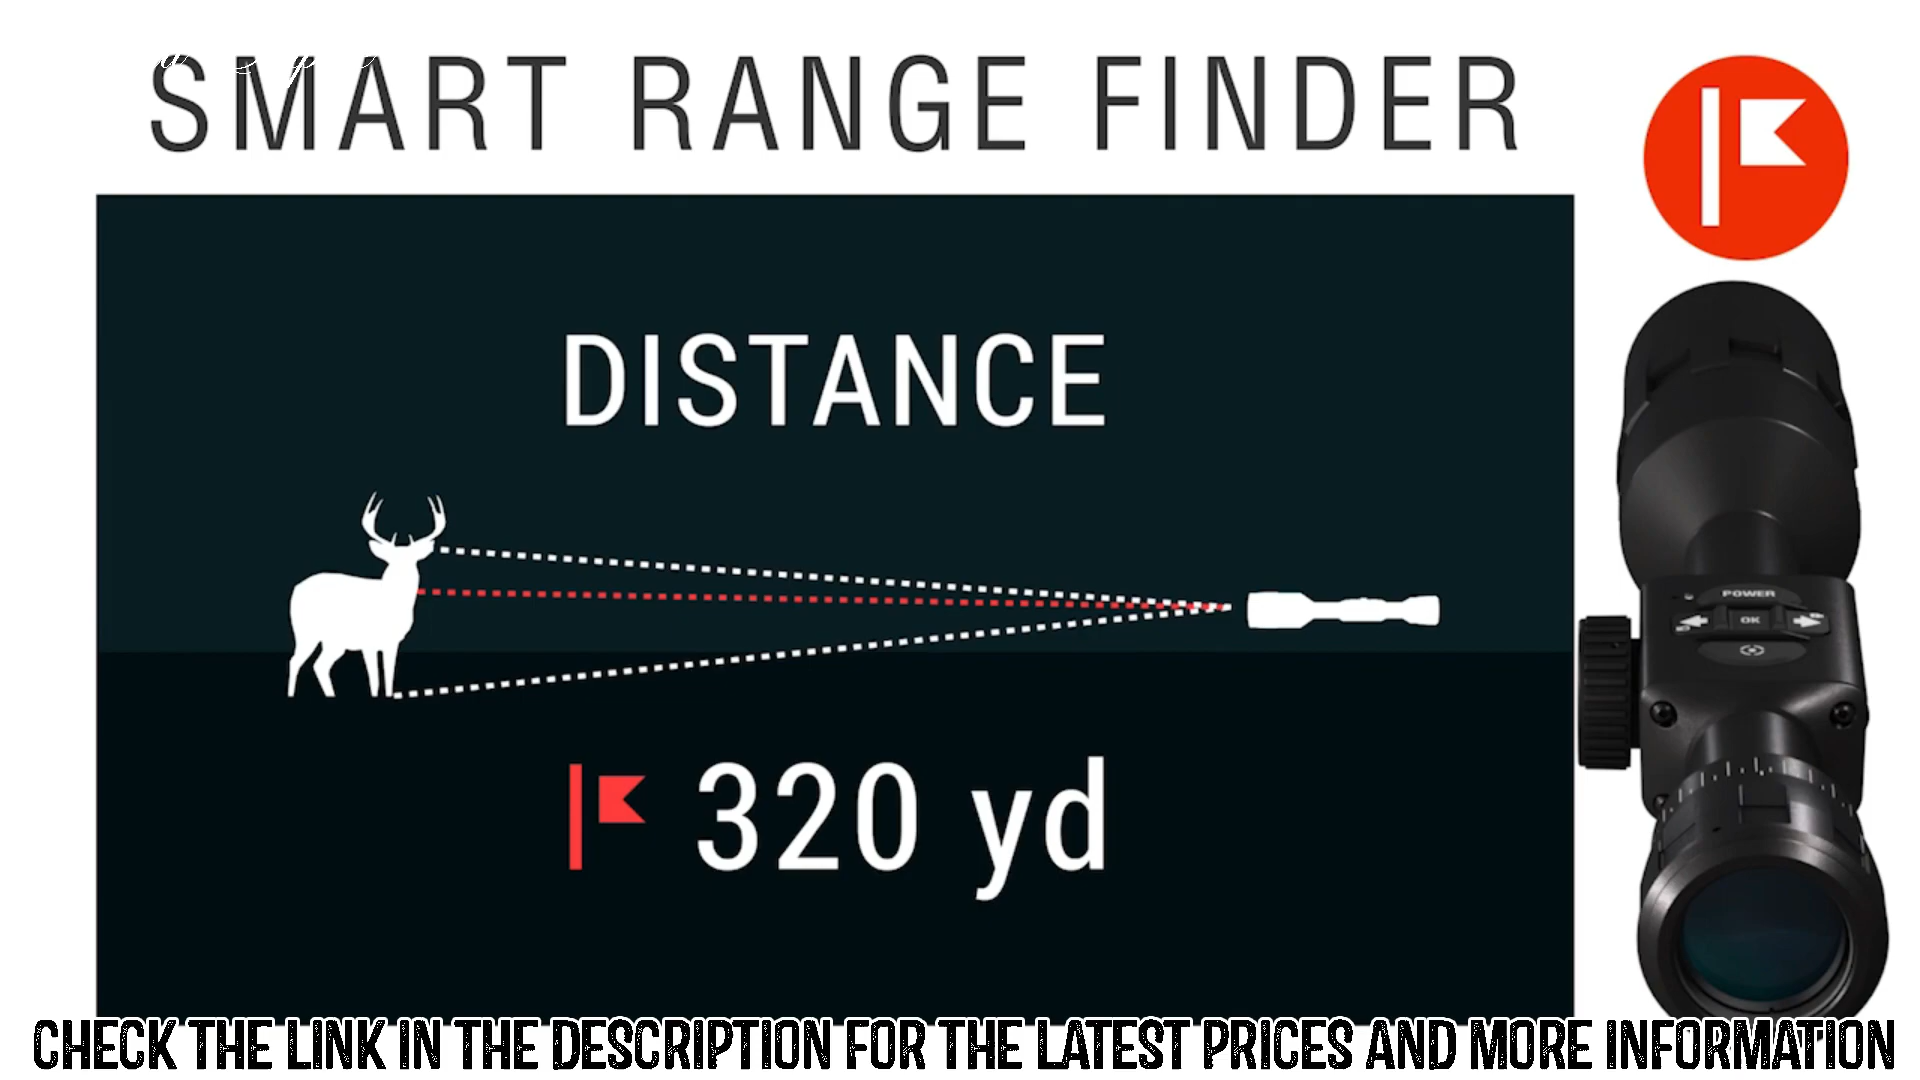 SMART RANGE FINDER
DISTANCE
320 yd
POWER
OK
CHECK THE LINK IN THE DESCRIPTION FOR THE LATEST PRICES AND MORE INFORMATION